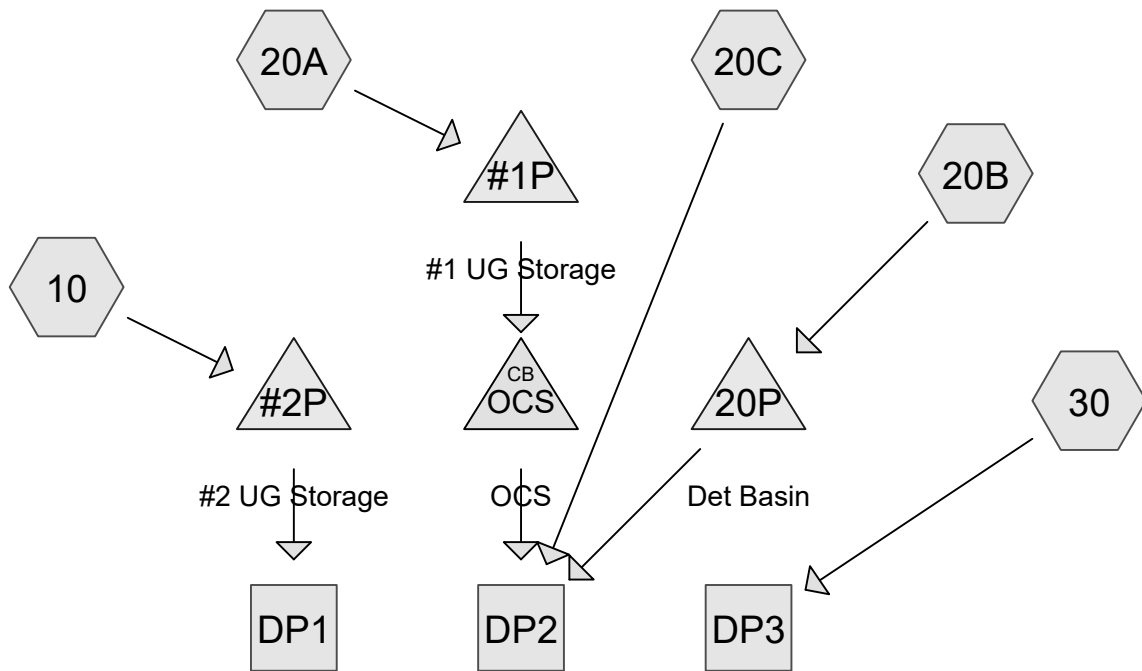 20A
20C
#1P
20B
#1 UG Storage
10
CB
OCS
#2P
20P
30
#2 UG Storage
OCS
Det Basin
DP1
DP2
DP3